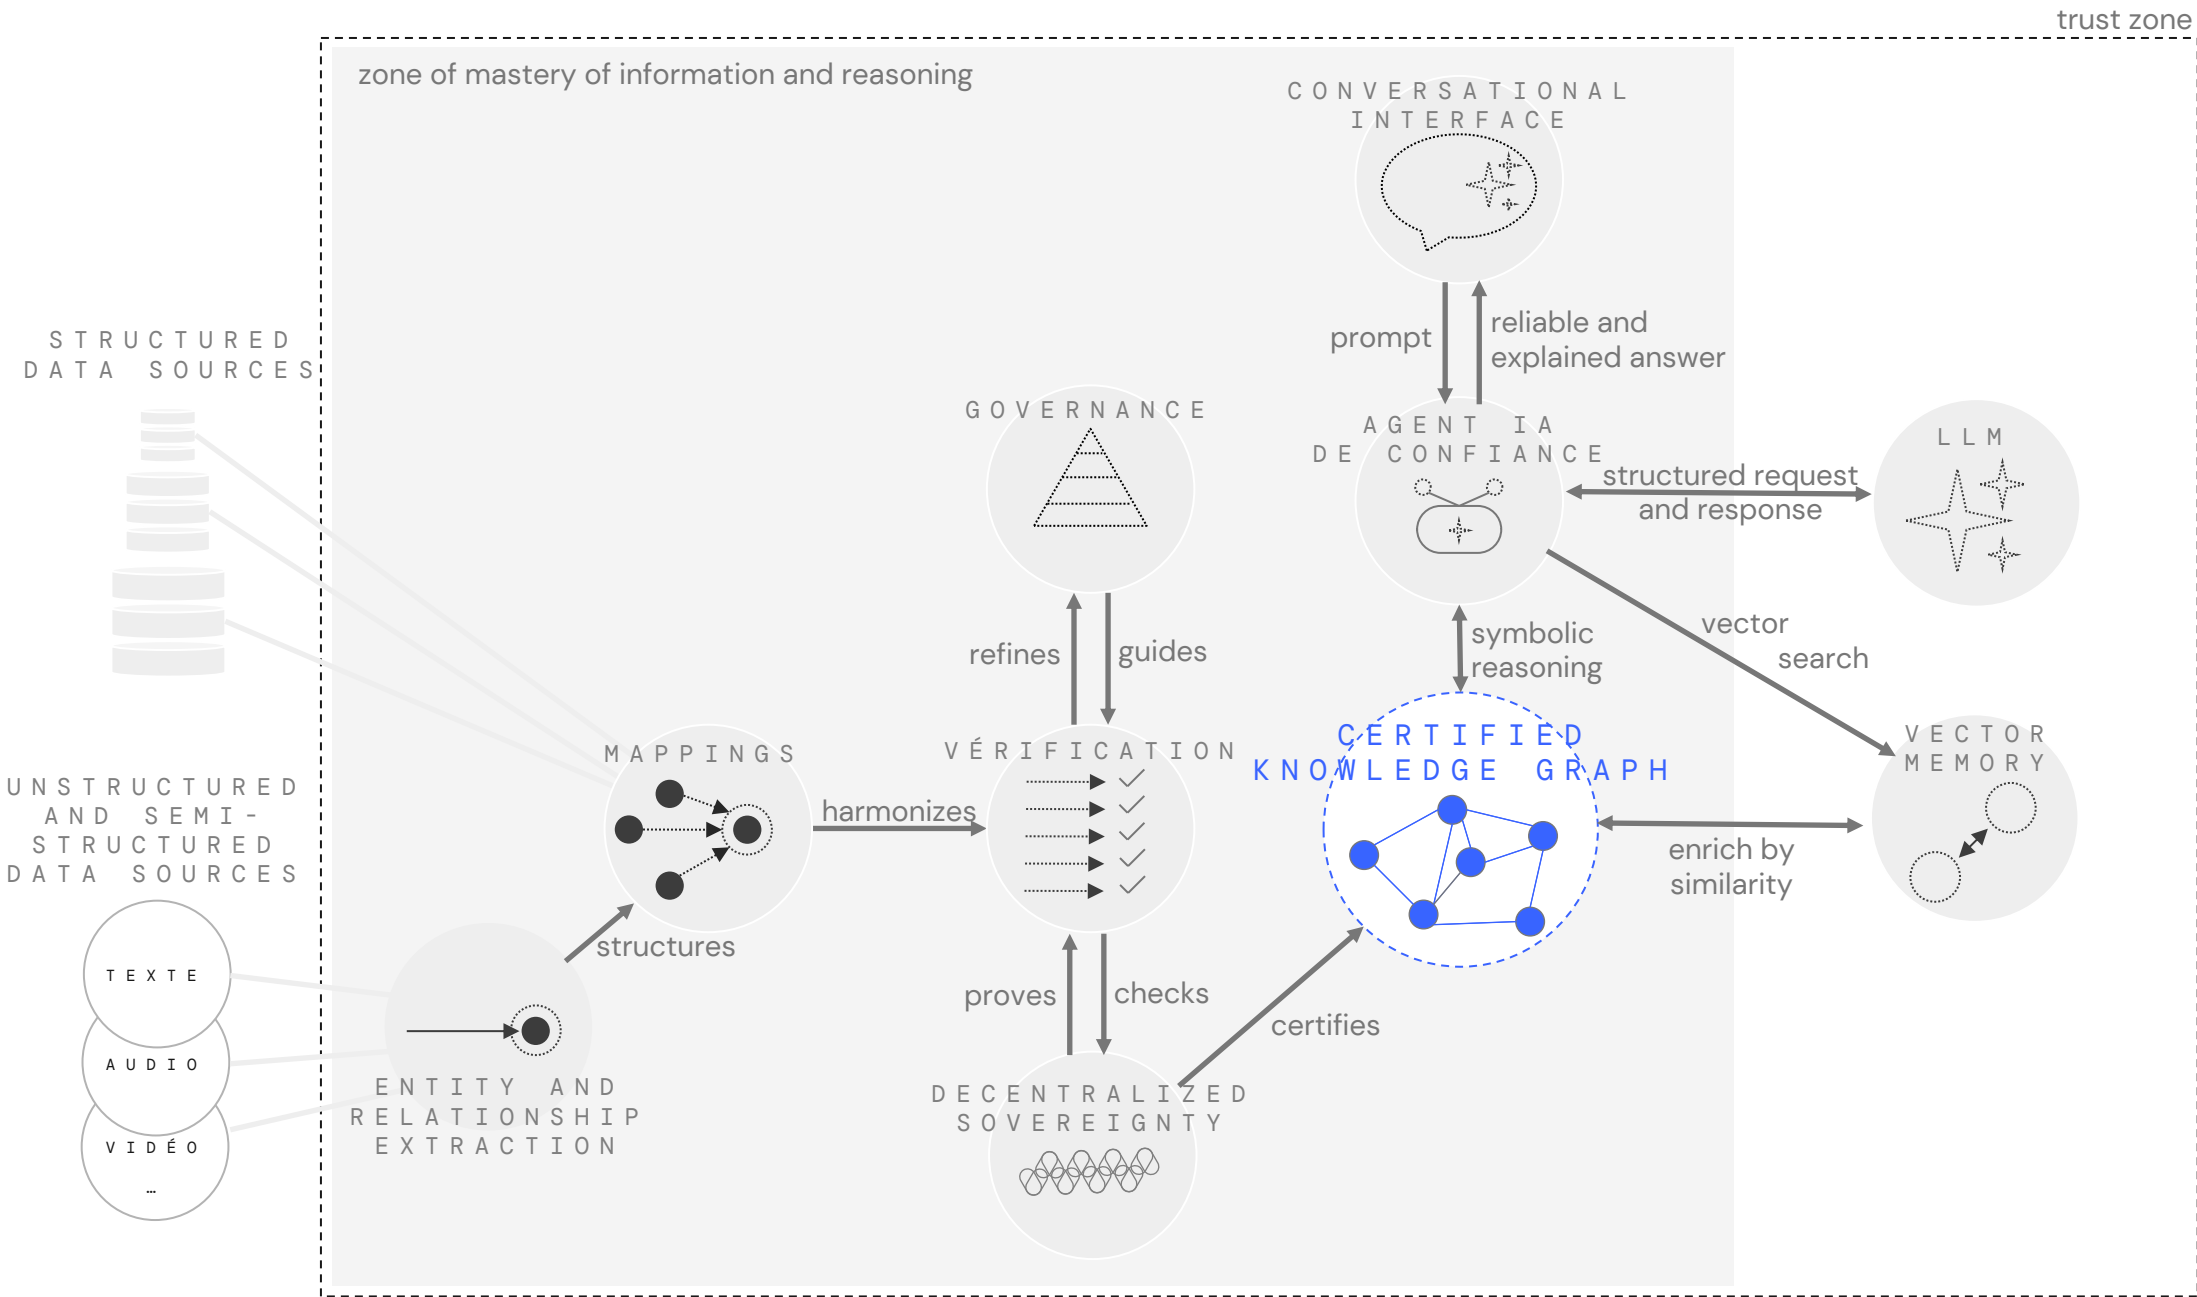 trust zone
zone of mastery of information and reasoning
CONVERSATIONAL
INTERFACE
prompt
reliable and
explained answer
STRUCTURED
DATA SOURCES
GOVERNANCE
AGENT IA
DE CONFIANCE
LLM
structured request
and response
refines
guides
symbolic
reasoning
vector
search
MAPPINGS
VÉRIFICATION
CERTIFIED
KNOWLEDGE GRAPH
VECTOR
MEMORY
UNSTRUCTURED
AND SEMI-
STRUCTURED
DATA SOURCES
harmonizes
enrich by
similarity
structures
TEXTE
AUDIO
VIDÉO
…
proves
checks
certifies
ENTITY AND
RELATIONSHIP
EXTRACTION
DECENTRALIZED
SOVEREIGNTY